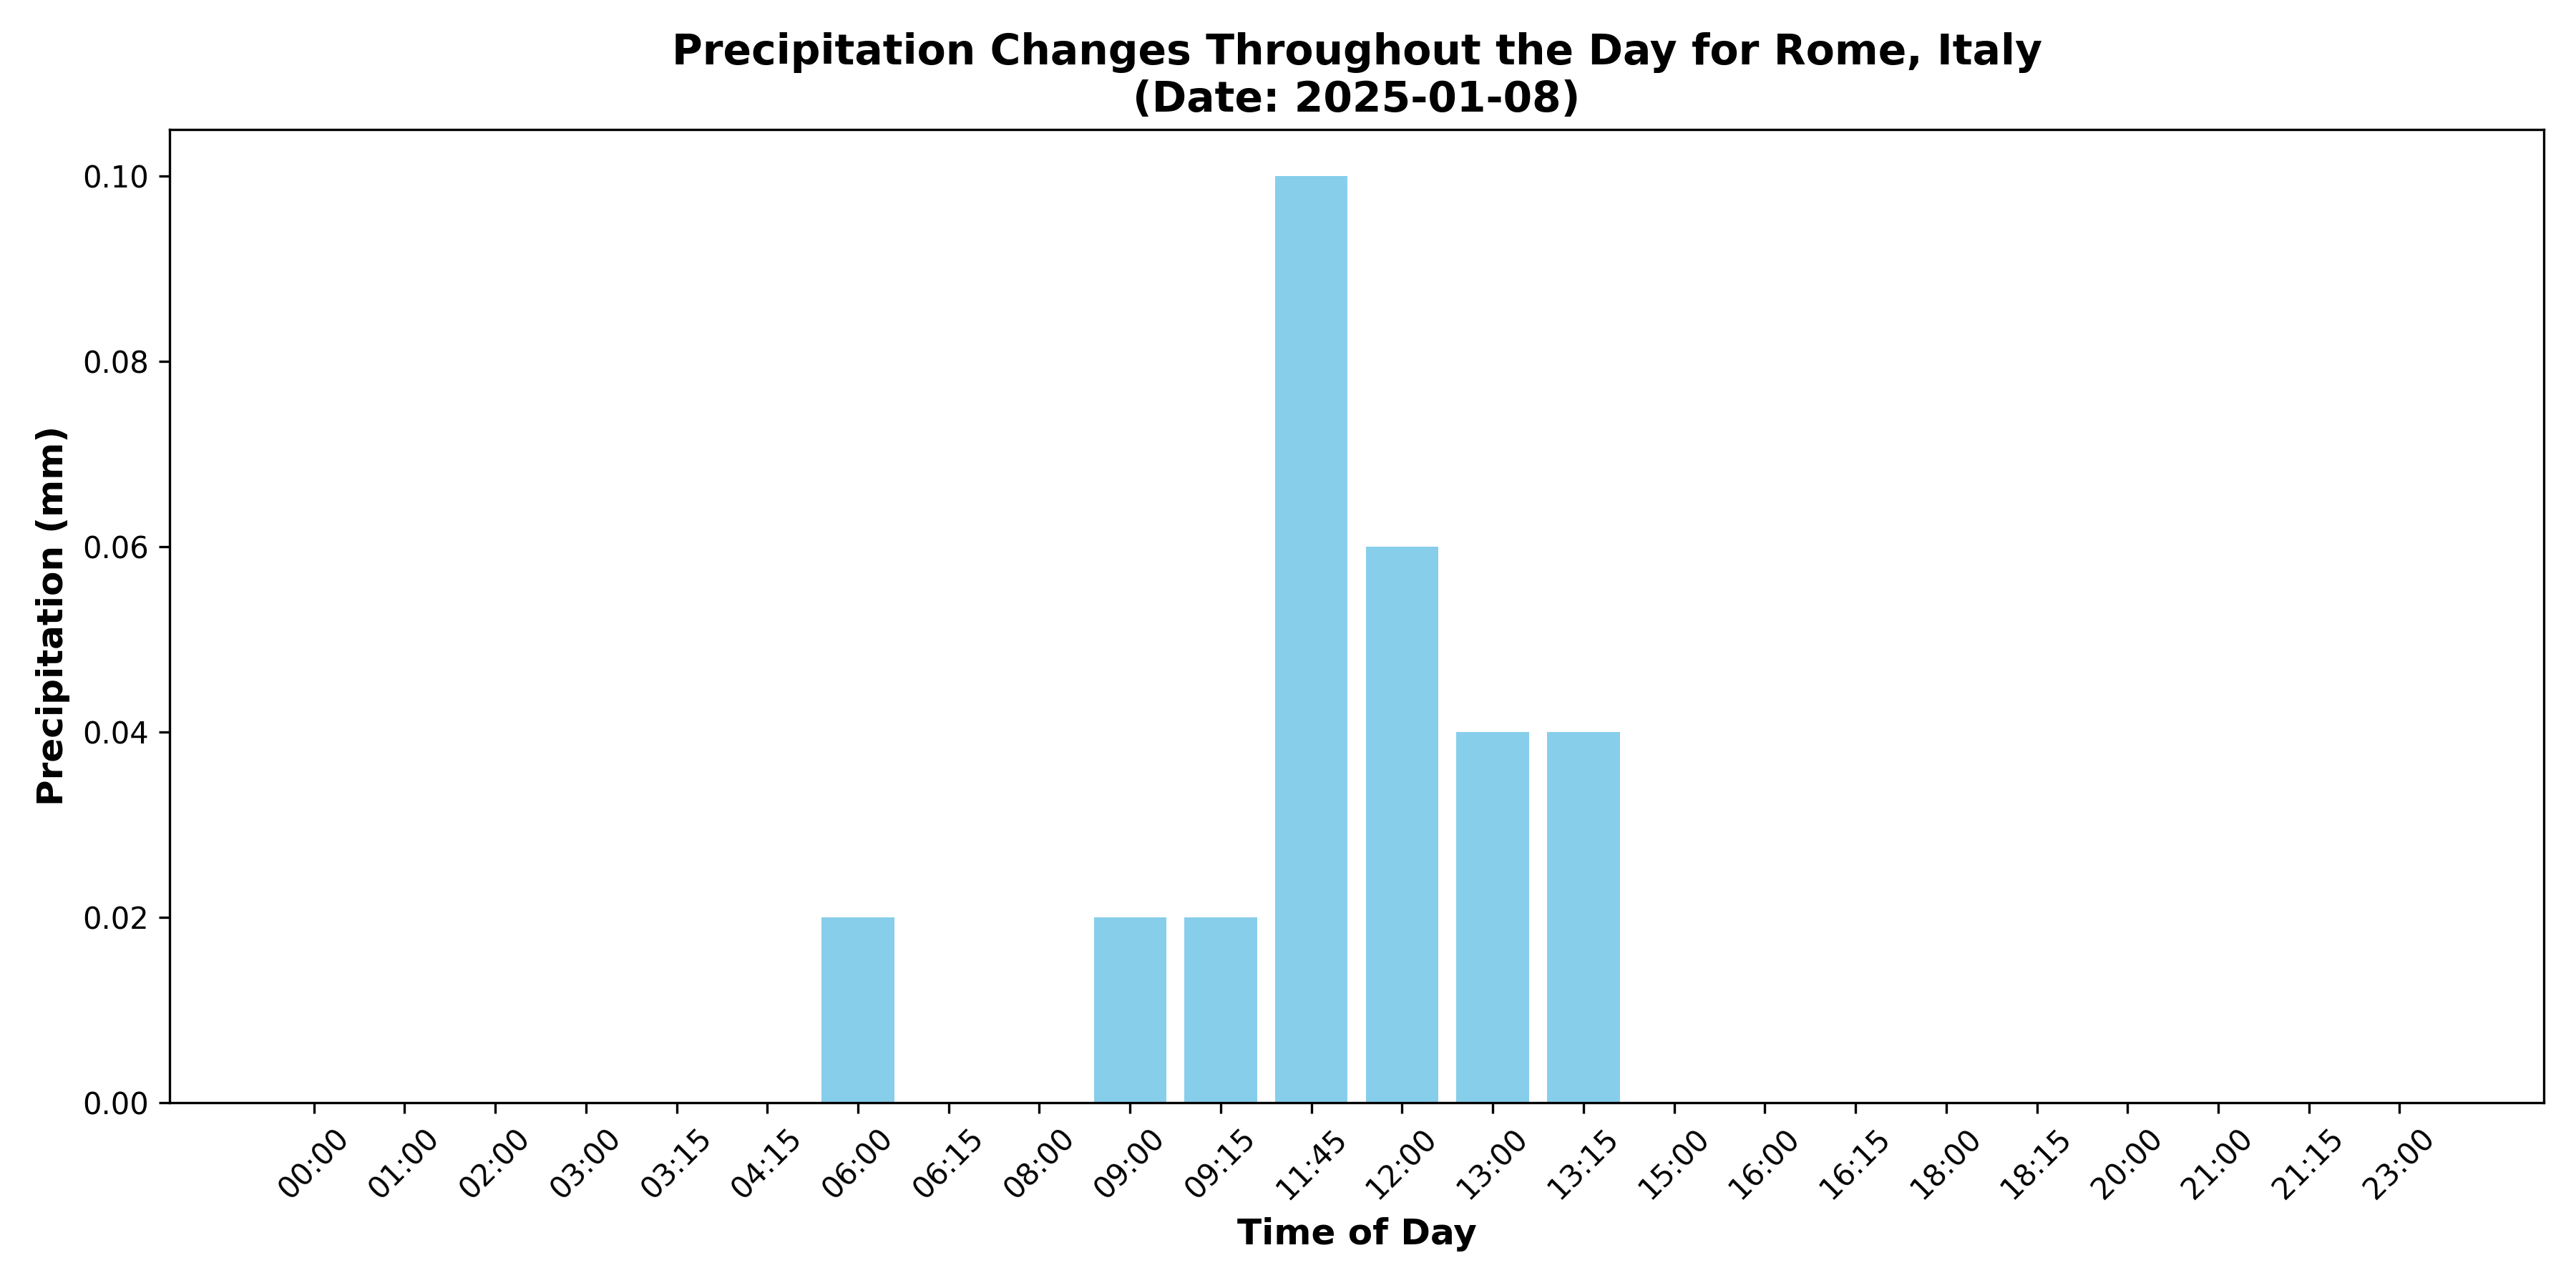 Precipitation Changes Throughout the Day for Rome, Italy
(Date: 2025-01-08)
Precipitation (mm)
0.10
0.08
0.06
0.04
0.02
0.00
00:00 01:00 02:00 03:00 03:15 04:15 06:00 06:15 08:00 09:00 09:15 11:45 12:00 13:00 13:15 15:00 16:00 16:15 18:00 18:15 20:00 21:00 21:15 23:00
Time of Day